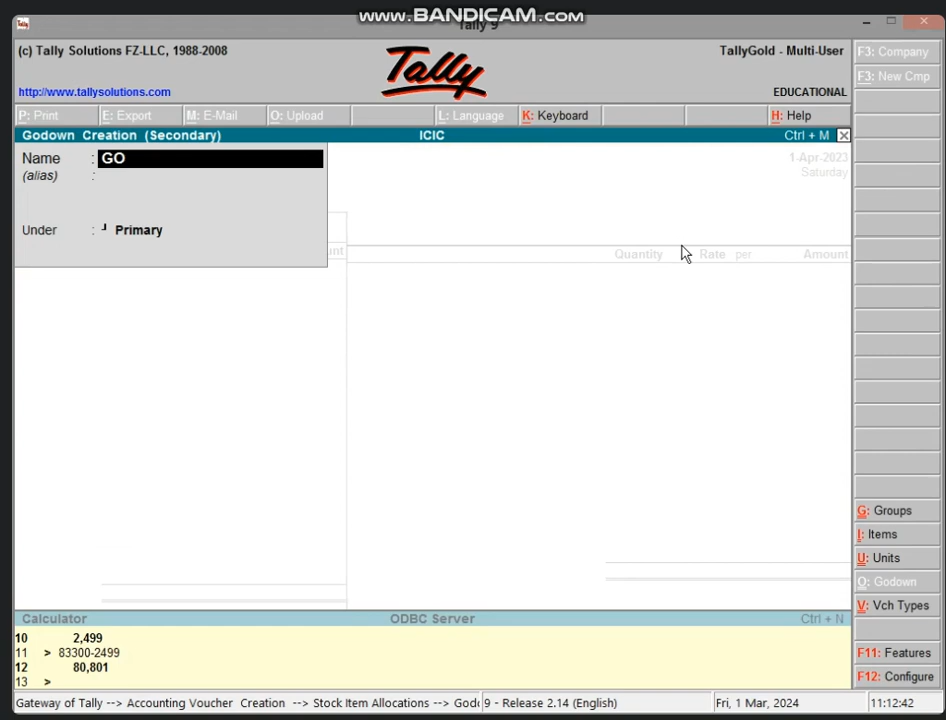 www.BANDICAM.com
Tally 9
(c) Tally Solutions FZ-LLC, 1988-2008
Tally
TallyGold - Multi-User
http://www.tallysolutions.com
EDUCATIONAL
P: Print E: Export M: E-Mail O: Upload L: Language K: Keyboard H: Help
Godown Creation (Secondary) ICIC Ctrl + M
Name : GO
(alias) :
Under : Primary
1-Apr-2023
Saturday
Quantity Rate per Amount
F3: Company
F3: New Cmp
G: Groups
I: Items
U: Units
O: Godown
V: Vch Types
F11: Features
F12: Configure
Calculator ODBC Server Ctrl + N
10 2,499
11 > 83300-2499
12 80,801
13 >
Gateway of Tally --> Accounting Voucher Creation --> Stock Item Allocations --> 9 - Release 2.14 (English) Fri, 1 Mar, 2024 11:12:42